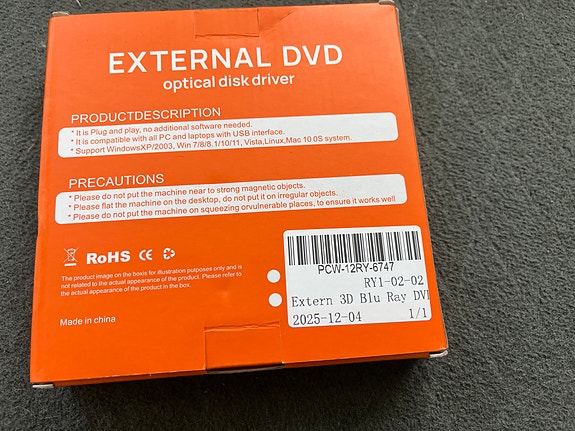 EXTERNAL DVD
optical disk driver
PRODUCTDESCRIPTION
* It is Plug and play, no additional software needed.
* It is compatible with all PC and laptops with USB interface.
* Support WindowsXP/2003, Win 7/8/8.1/10/11, Vista,Linux,Mac 10 0S system.
PRECAUTIONS
* Please do not put the machine near to strong magnetic objects.
* Please flat the machine on the desktop, do not put it on irregular objects.
* Please do not put the machine on squeezing orvulnerable places, to ensure it works well
RoHS CE
The product image on the boxis for illustration putposes only and is
not related to the actual appearance of the product. Please refer to
the actual appearance of the product in the box.
Made in china
PCW-12RY-6747
RY1-02-02
Extern 3D Blu Ray DVD
2025-12-04 1/1